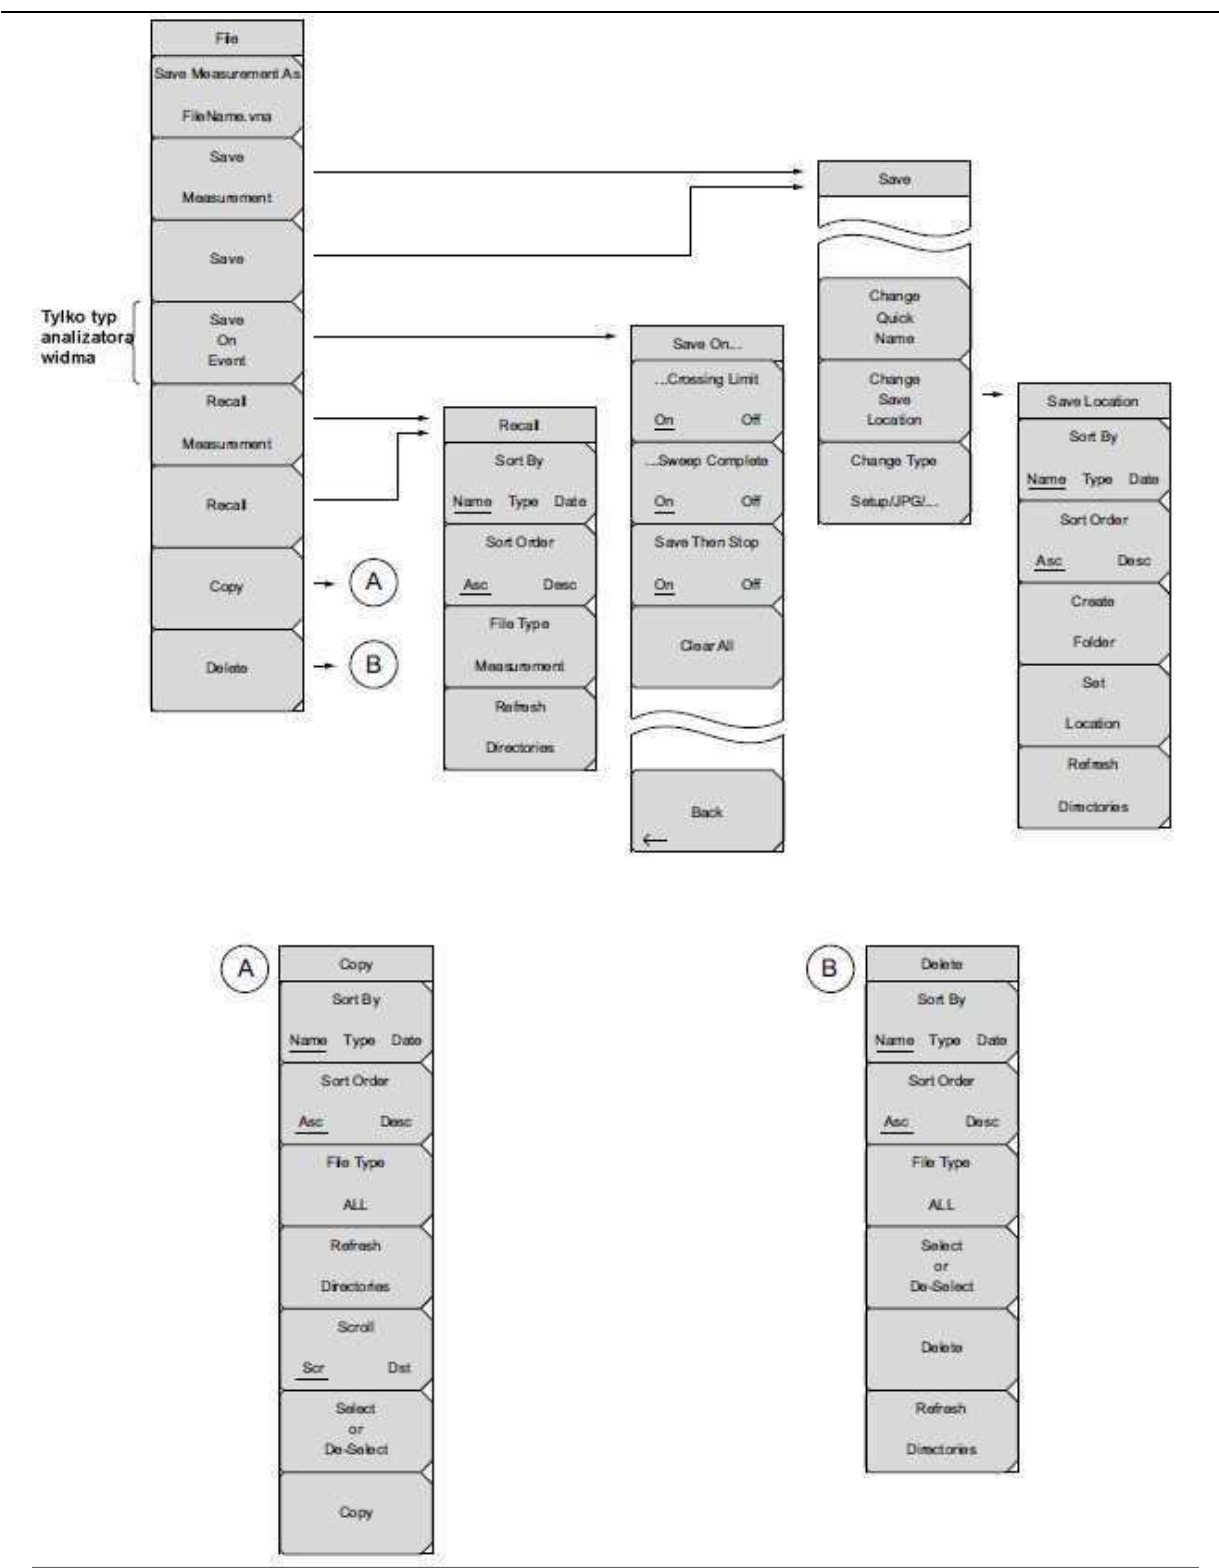 File
Save Measurement As
FileName.vna
Save
Measurement
Save
Tylko typ
analizatora
widma
Save
On
Event
Recall
Measurement
Recall
Copy
A
Delete
B
Recall
Sort By
Name Type Date
Sort Order
Asc Desc
File Type
Measurement
Refresh
Directories
Save On...
...Crossing Limit
On Off
...Sweep Complete
On Off
Save Then Stop
On Off
Clear All
Back
Save
Change
Quick
Name
Change
Save
Location
Change Type
Setup/JPG/...
Save Location
Sort By
Name Type Date
Sort Order
Asc Desc
Create
Folder
Set
Location
Refresh
Directories
A
Copy
Sort By
Name Type Date
Sort Order
Asc Desc
File Type
ALL
Refresh
Directories
Scroll
Scr Dst
Select
or
De-Select
Copy
B
Delete
Sort By
Name Type Date
Sort Order
Asc Desc
File Type
ALL
Select
or
De-Select
Delete
Refresh
Directories